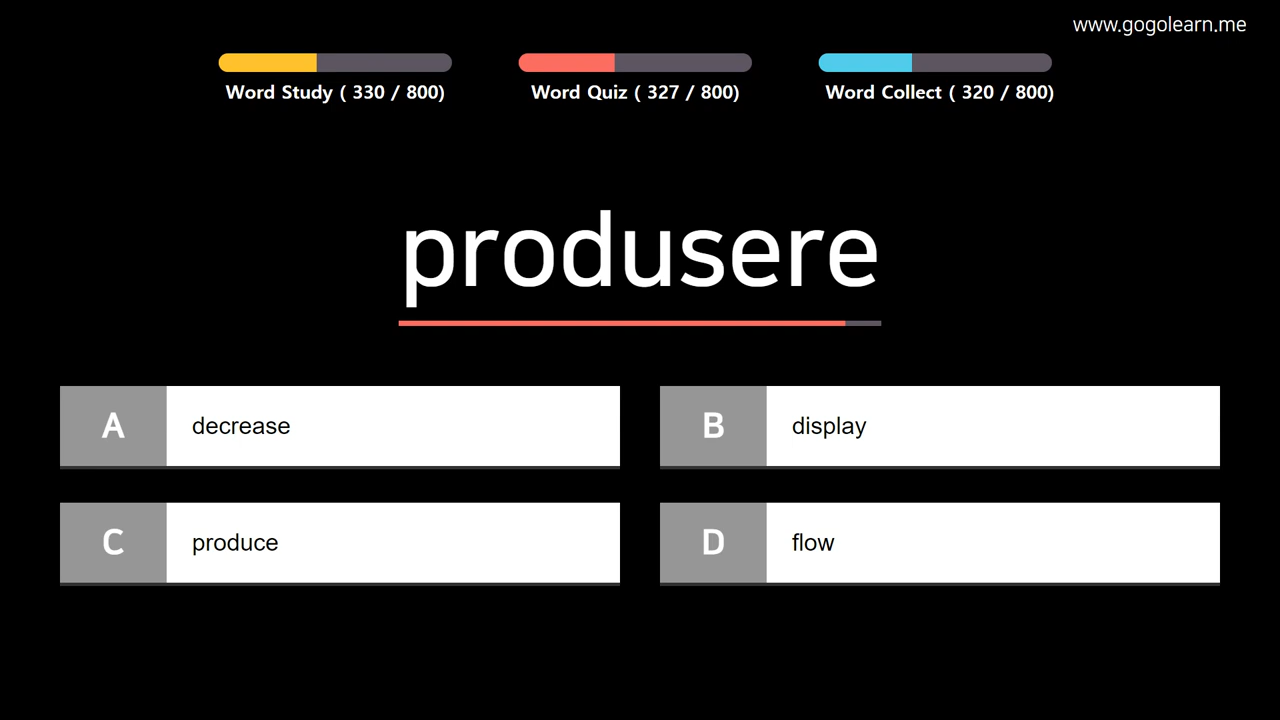 www.gogolearn.me
Word Study ( 330 / 800)
Word Quiz ( 327 / 800)
Word Collect ( 320 / 800)
produsere
A decrease
B display
C produce
D flow